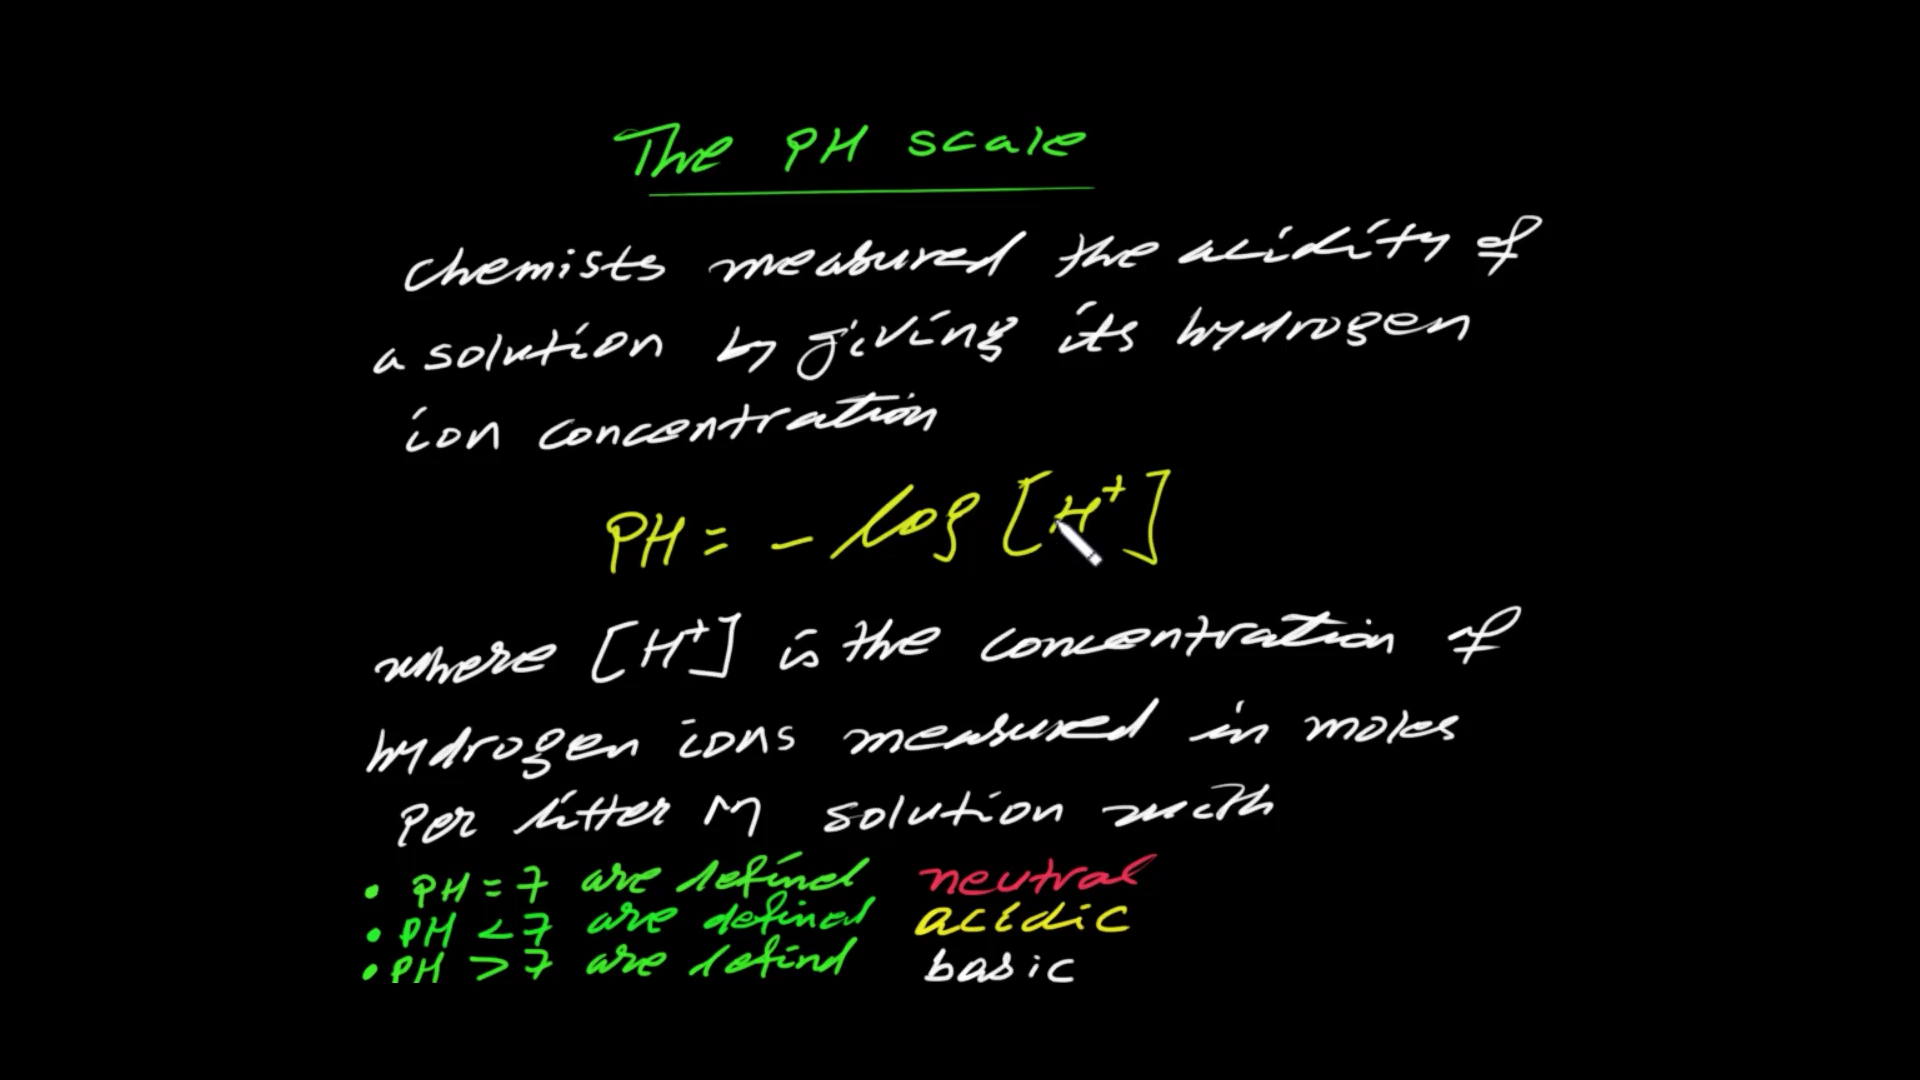 The PH scale
chemists measured the acidity of
a solution by giving its hydrogen
ion concentration
PH = - log [H⁺]
where [H⁺] is the concentration of
hydrogen ions measured in moles
Per litter M solution with
• PH = 7 are defined neutral
• PH < 7 are defined acidic
• PH > 7 are defind basic